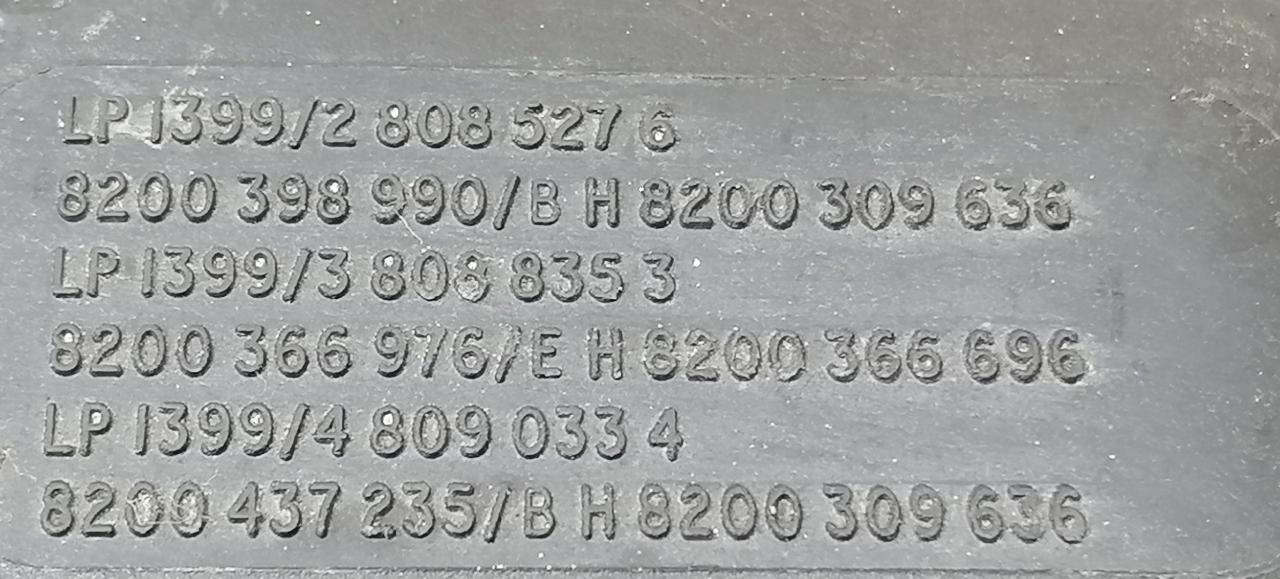 LP 1399/2 808 527 6
8200 398 990/B H 8200 309 636
LP 1399/3 808 835 3
8200 366 976/E H 8200 366 696
LP 1399/4 809 033 4
8200 437 235/B H 8200 309 636